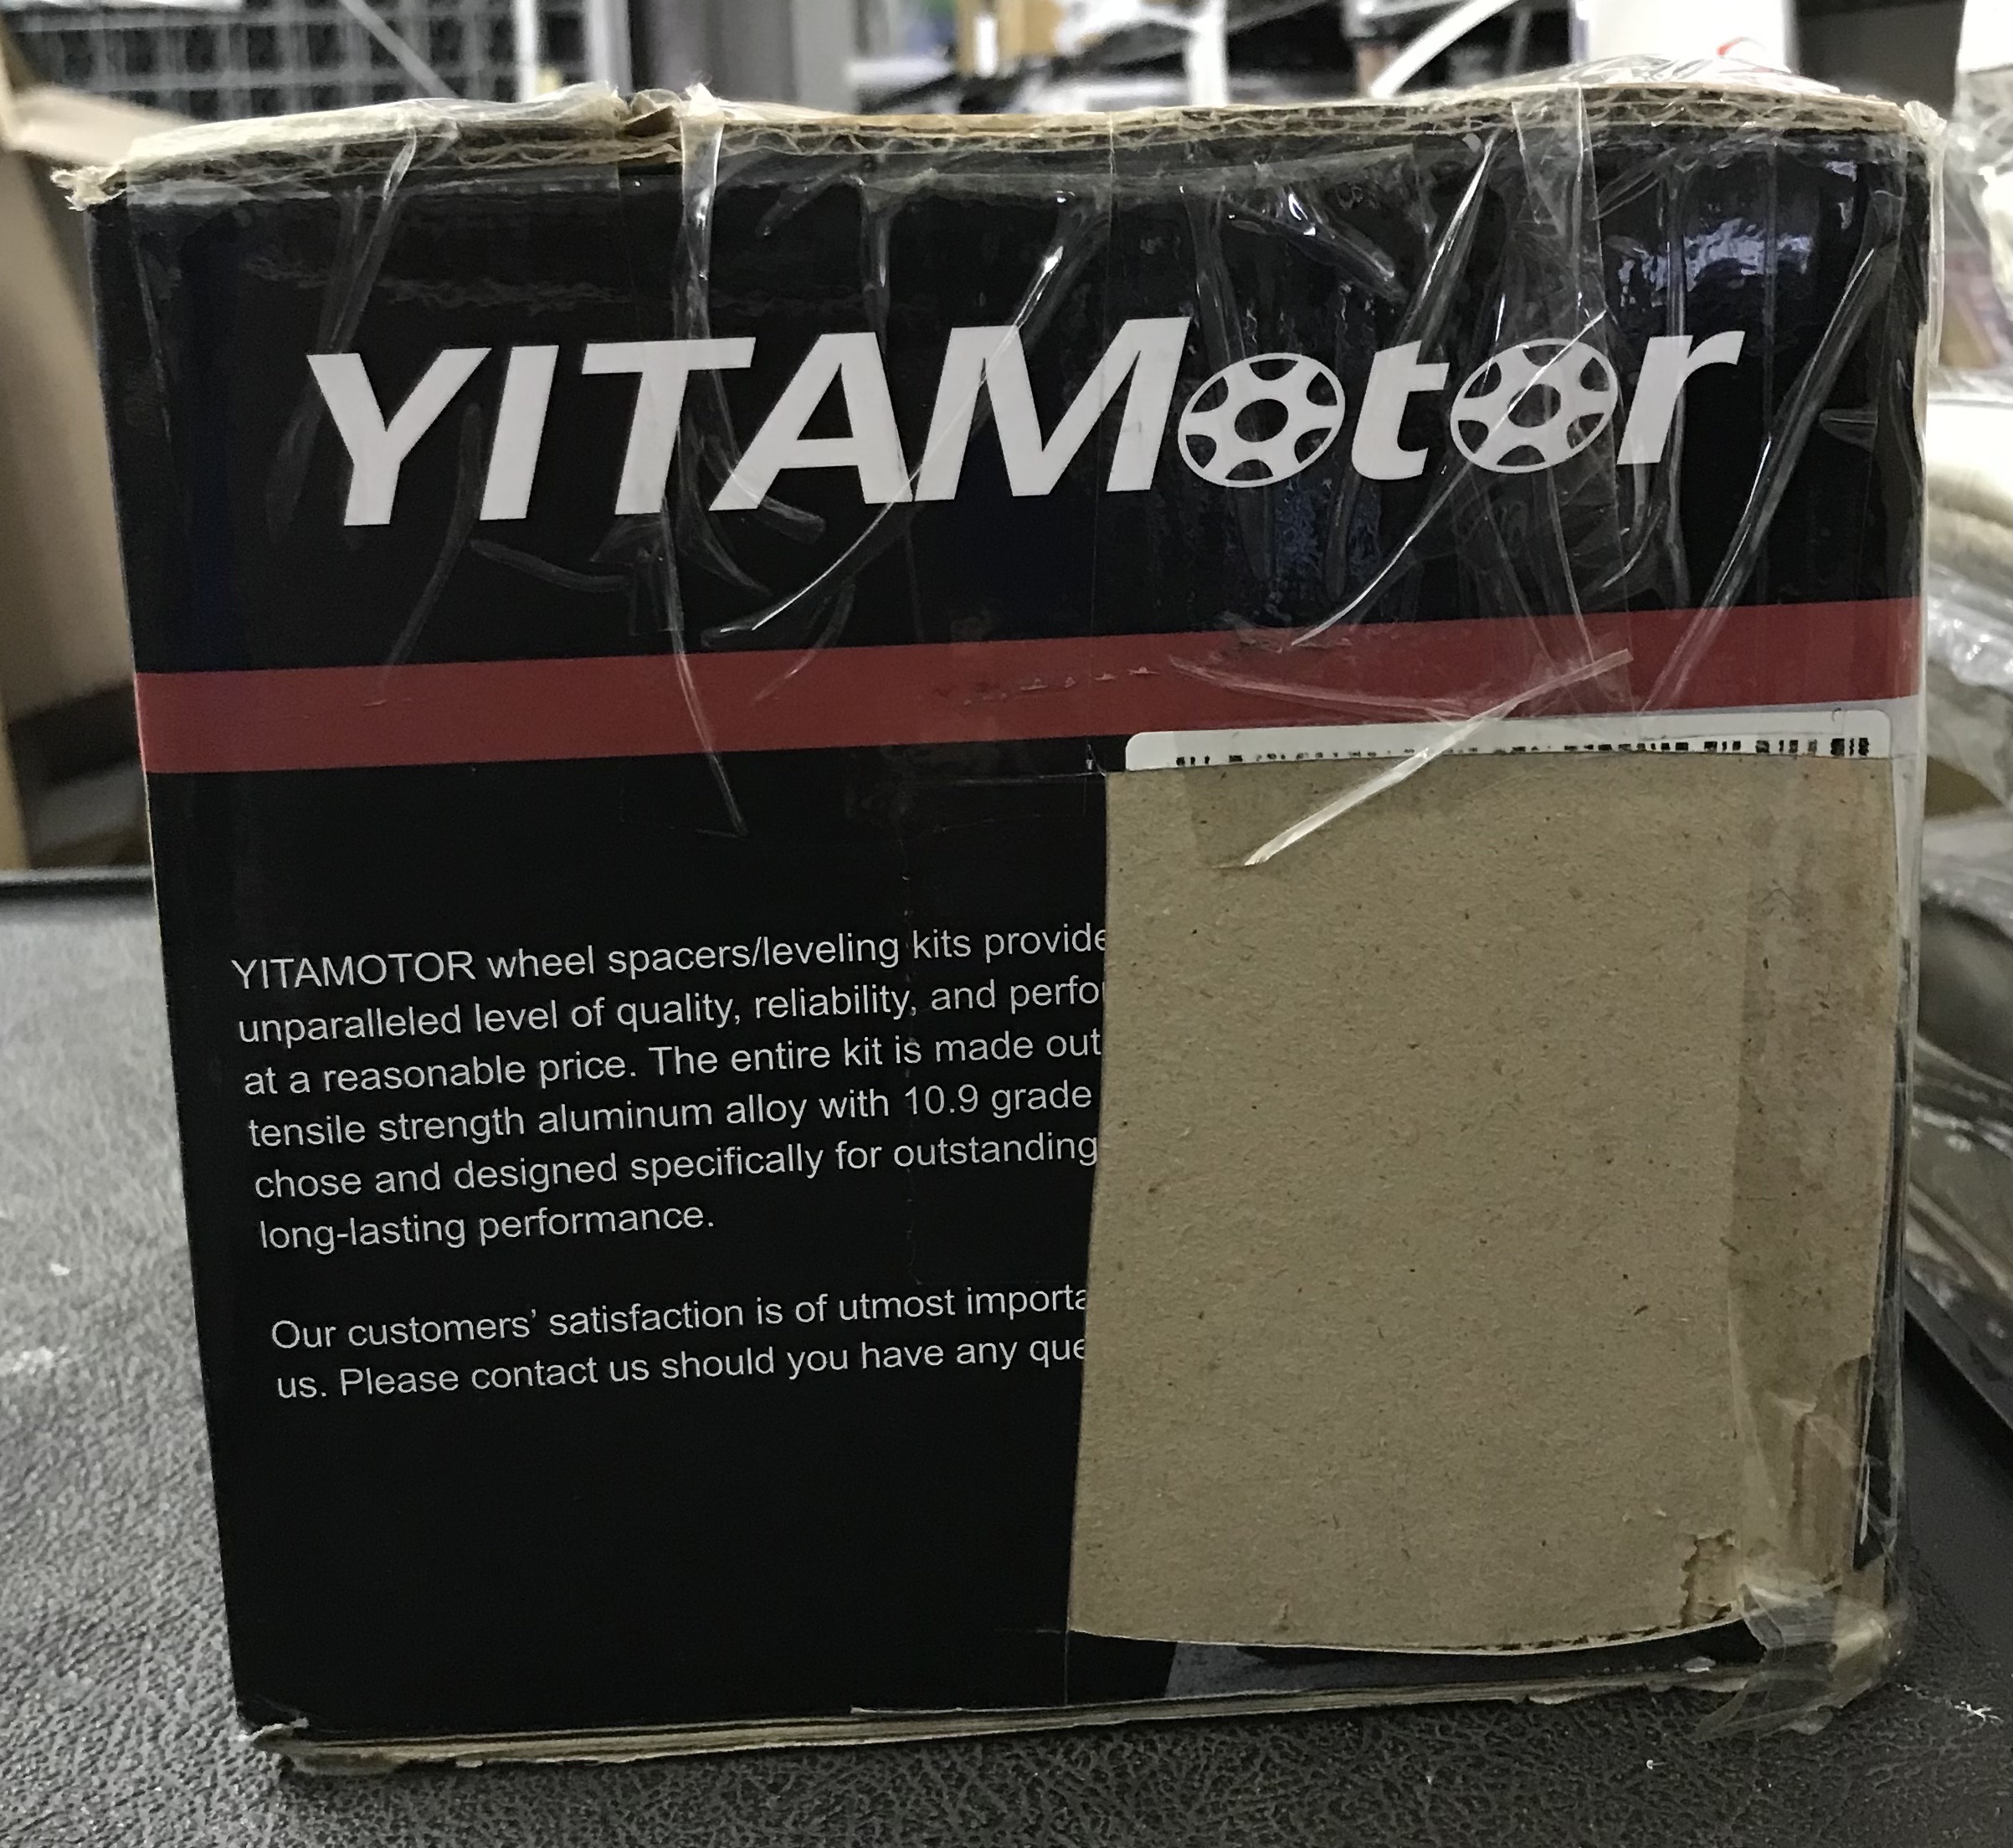 YITAMotor
YITAMOTOR wheel spacers/leveling kits provide
unparalleled level of quality, reliability, and perfo
at a reasonable price. The entire kit is made out
tensile strength aluminum alloy with 10.9 grade
chose and designed specifically for outstanding
long-lasting performance.
Our customers' satisfaction is of utmost importa
us. Please contact us should you have any que